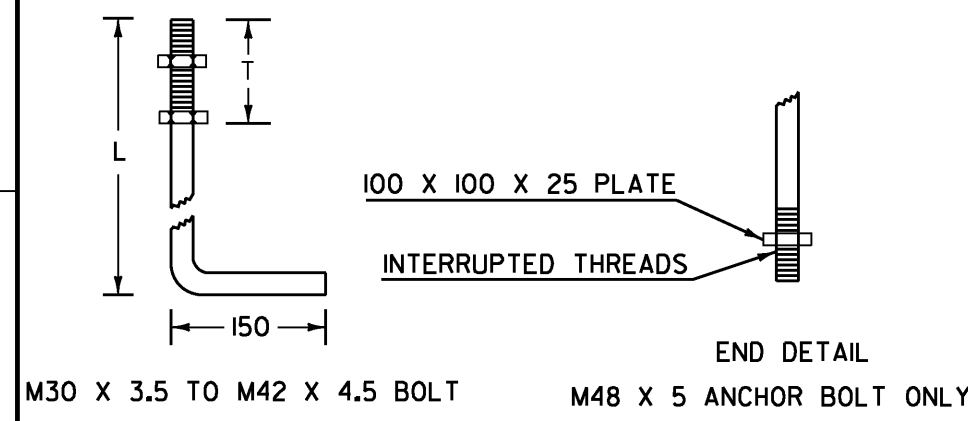 T
L
100 X 100 X 25 PLATE
INTERRUPTED THREADS
150
END DETAIL
M30 X 3.5 TO M42 X 4.5 BOLT
M48 X 5 ANCHOR BOLT ONLY